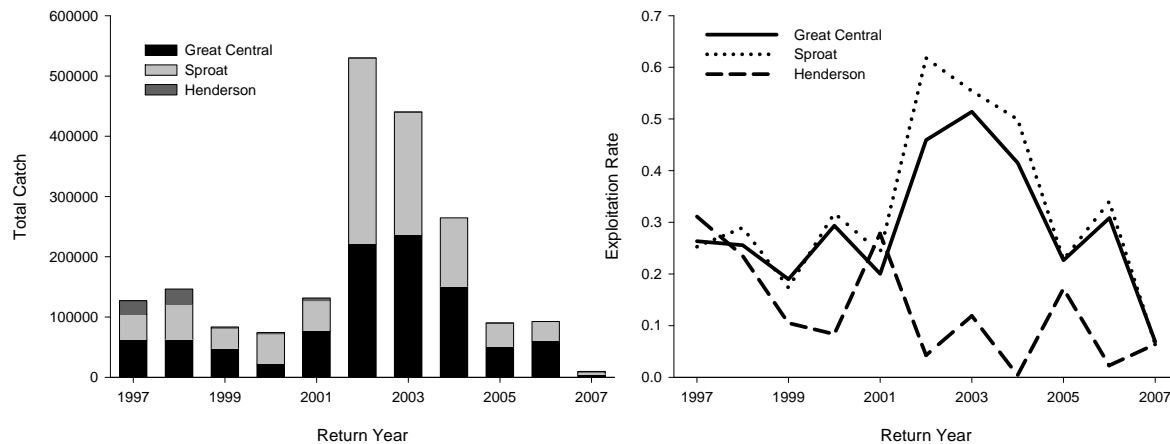 600000
500000
400000
300000
200000
100000
0
Total Catch
Great Central
Sproat
Henderson
1997
1999
2001
2003
2005
2007
Return Year
0.7
0.6
0.5
0.4
0.3
0.2
0.1
0.0
Exploitation Rate
Great Central
Sproat
Henderson
1997
1999
2001
2003
2005
2007
Return Year